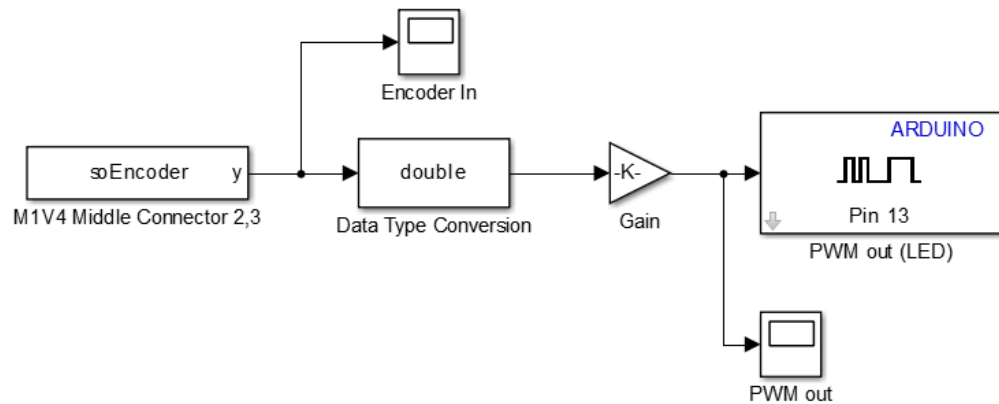 Encoder In
soEncoder
y
M1V4 Middle Connector 2,3
double
Data Type Conversion
-K-
Gain
ARDUINO
Pin 13
PWM out (LED)
PWM out